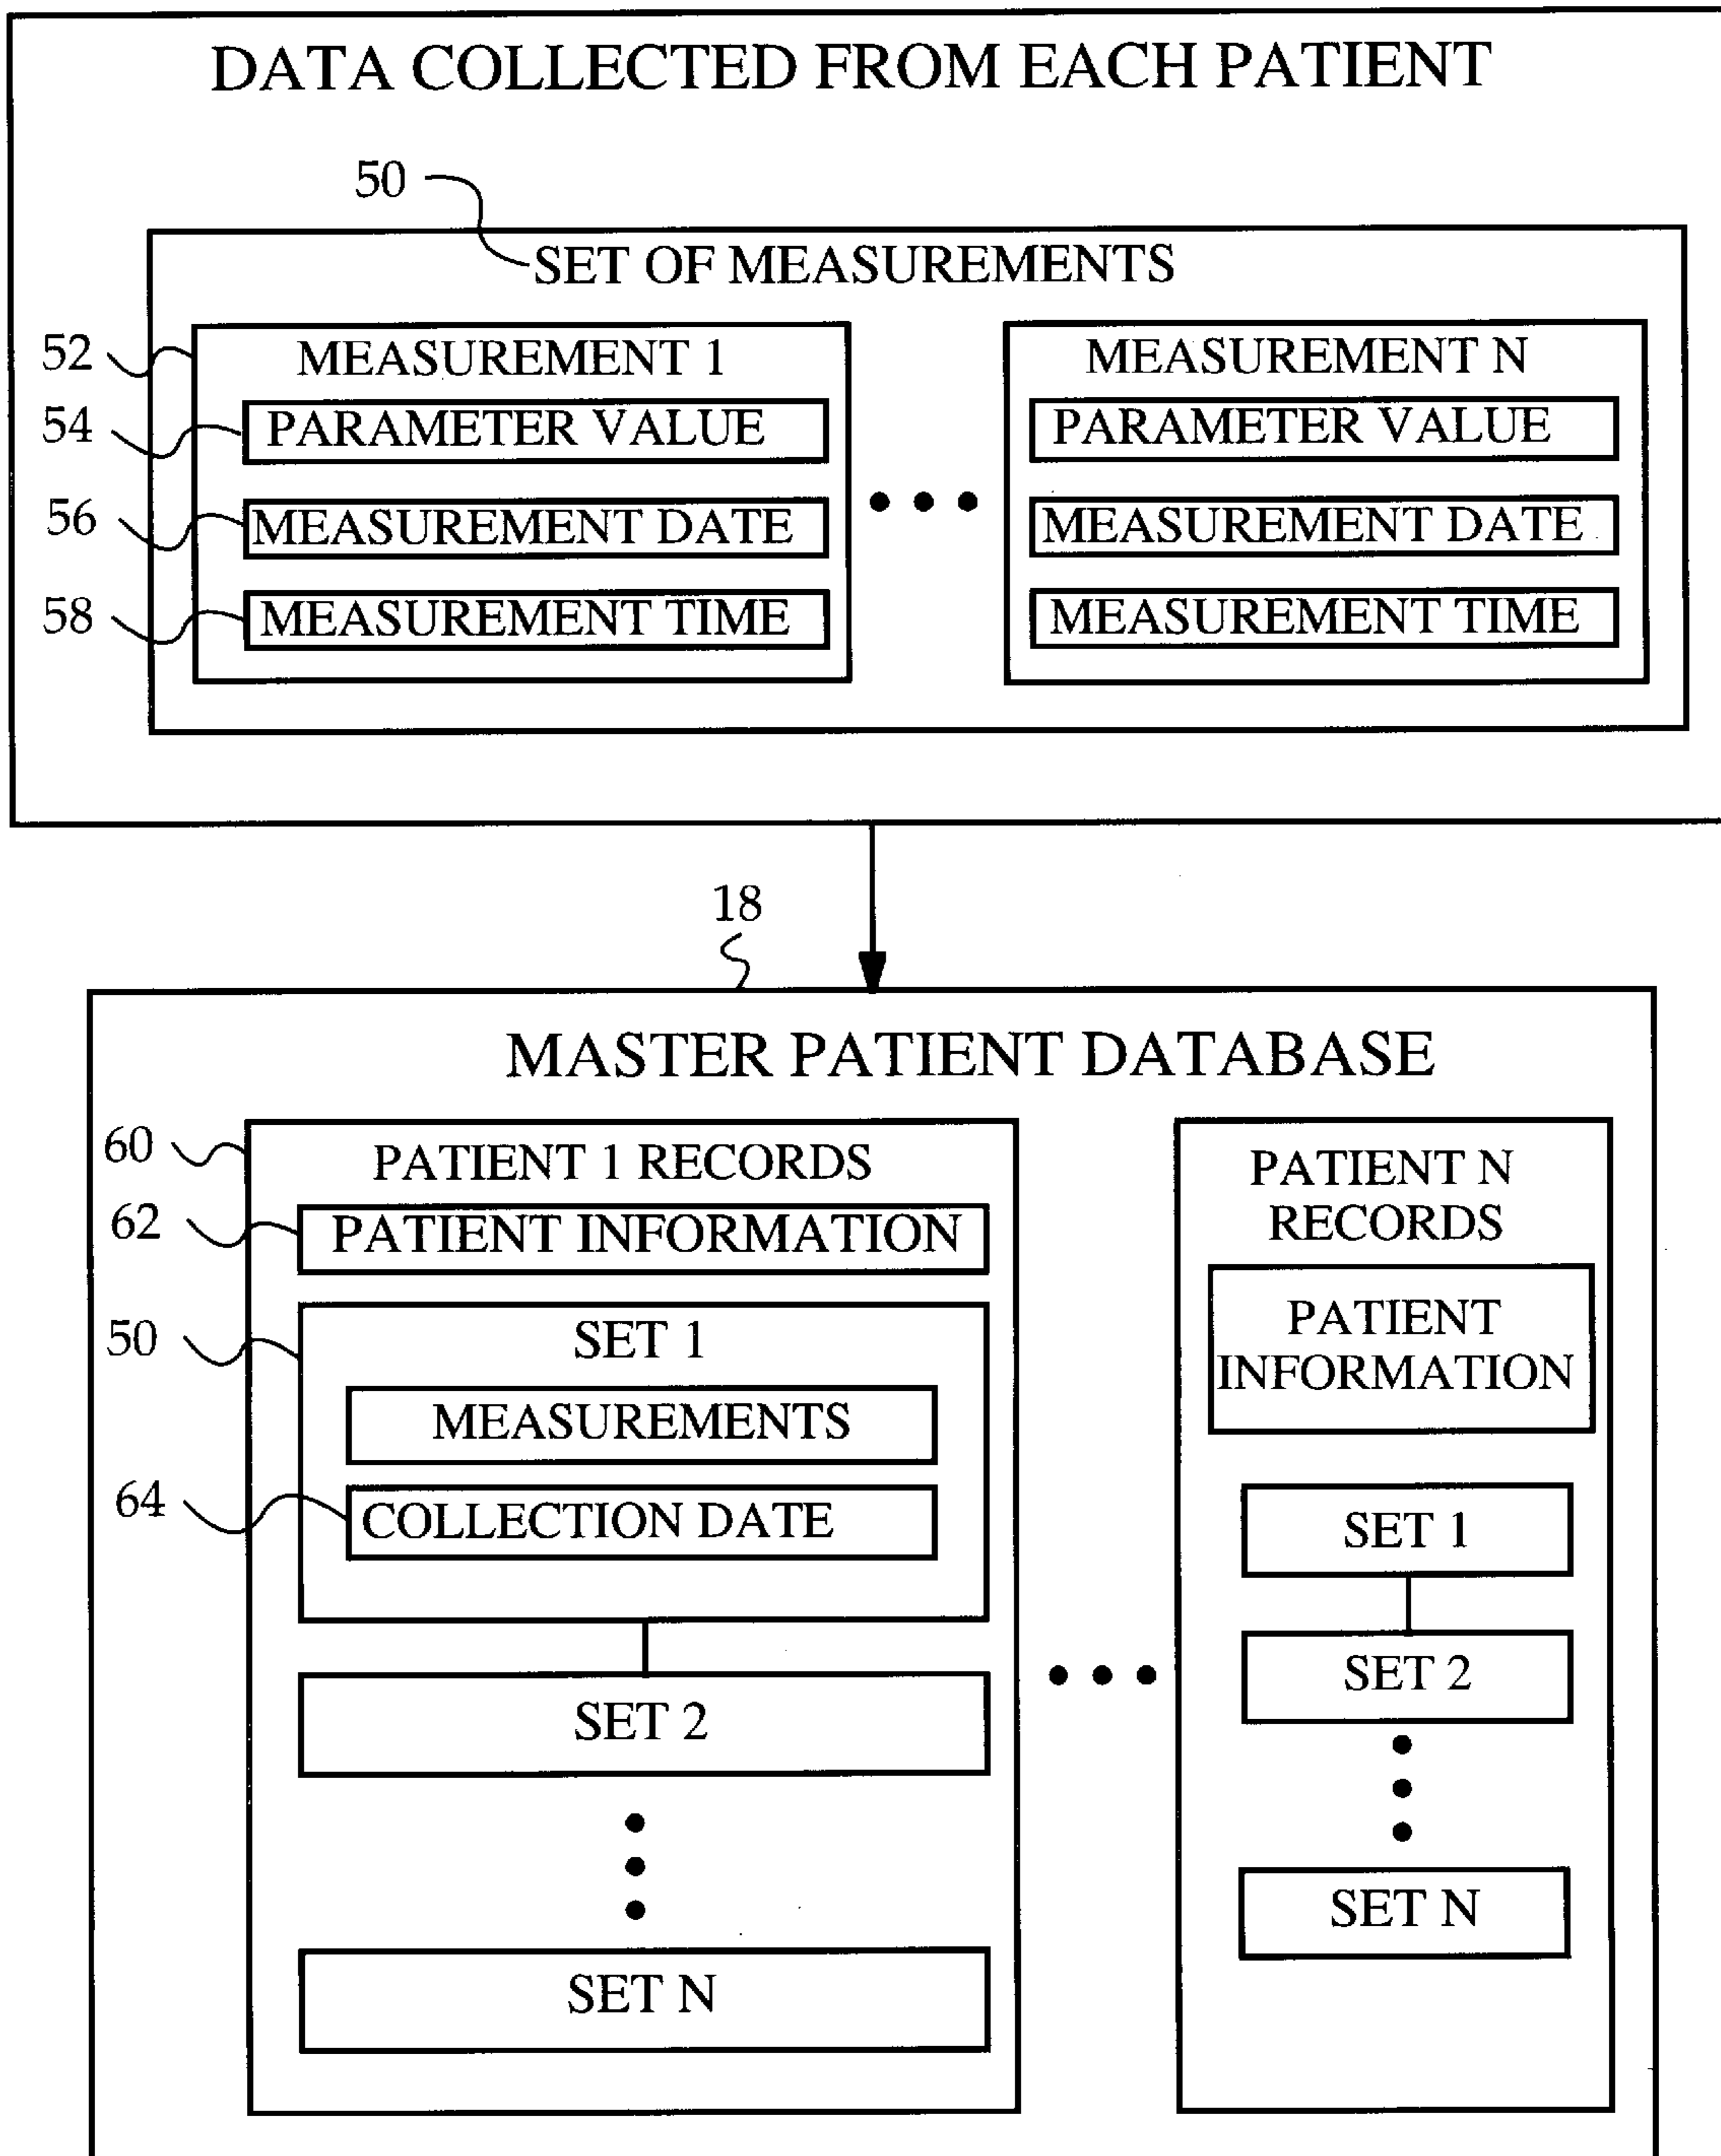 DATA COLLECTED FROM EACH PATIENT
50
SET OF MEASUREMENTS
52
MEASUREMENT 1
54
PARAMETER VALUE
56
MEASUREMENT DATE
58
MEASUREMENT TIME
MEASUREMENT N
PARAMETER VALUE
MEASUREMENT DATE
MEASUREMENT TIME
18
MASTER PATIENT DATABASE
60
PATIENT 1 RECORDS
62
PATIENT INFORMATION
50
SET 1
MEASUREMENTS
64
COLLECTION DATE
SET 2
SET N
PATIENT N
RECORDS
PATIENT
INFORMATION
SET 1
SET 2
SET N